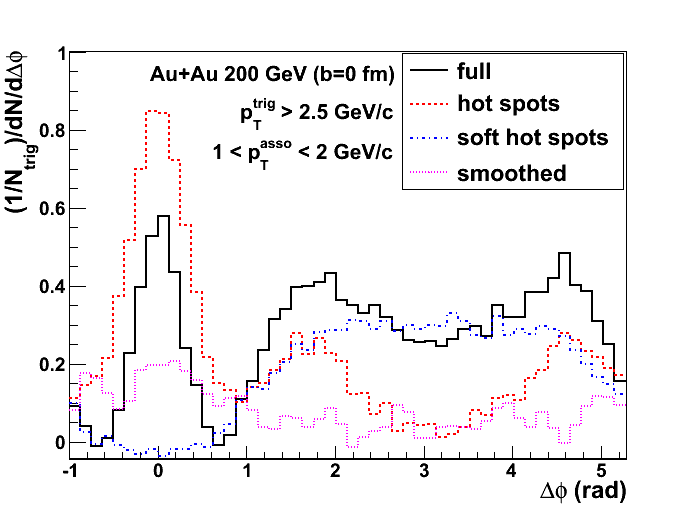 (1/N_trig)/dN/dΔϕ
1
0.8
0.6
0.4
0.2
0
Au+Au 200 GeV (b=0 fm)
p_T^trig > 2.5 GeV/c
1 < p_T^asso < 2 GeV/c
full
hot spots
soft hot spots
smoothed
-1 0 1 2 3 4 5
Δϕ (rad)